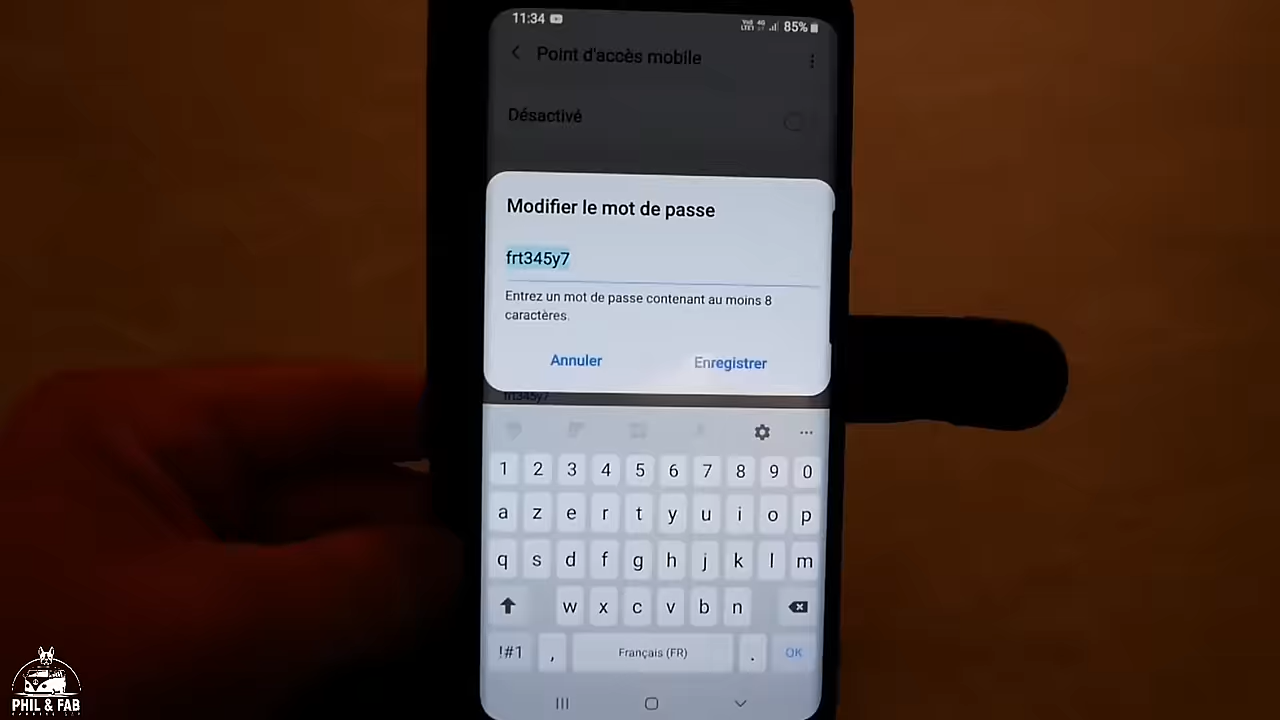 11:34
85%
Point d'accès mobile
Désactivé
Modifier le mot de passe
frt345y7
Entrez un mot de passe contenant au moins 8
caractères.
Annuler
Enregistrer
frt345y7
1 2 3 4 5 6 7 8 9 0
a z e r t y u i o p
q s d f g h j k l m
w x c v b n
!#1 , Français (FR) . OK
PHIL & FAB